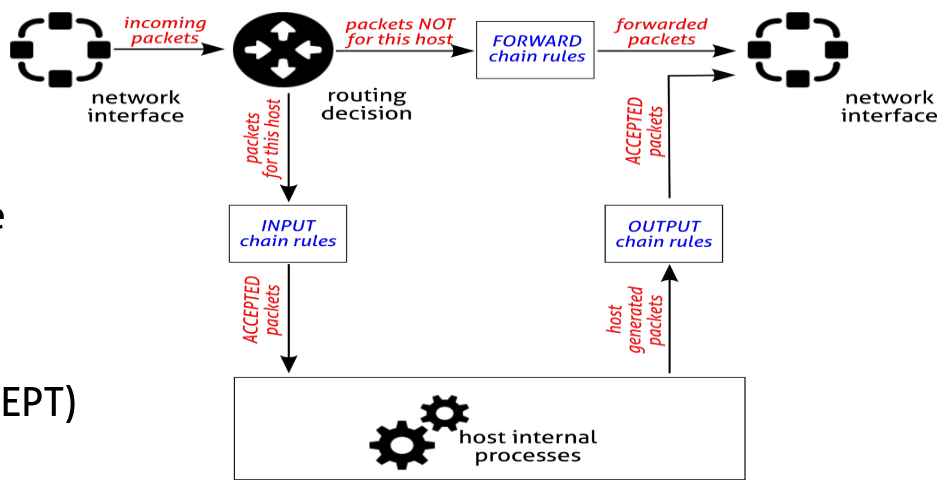 incoming
packets
packets NOT
for this host
FORWARD
chain rules
forwarded
packets
network
interface
routing
decision
network
interface
packets
for this host
ACCEPTED
packets
e
INPUT
chain rules
OUTPUT
chain rules
ACCEPTED
packets
host
generated
packets
EPT)
host internal
processes